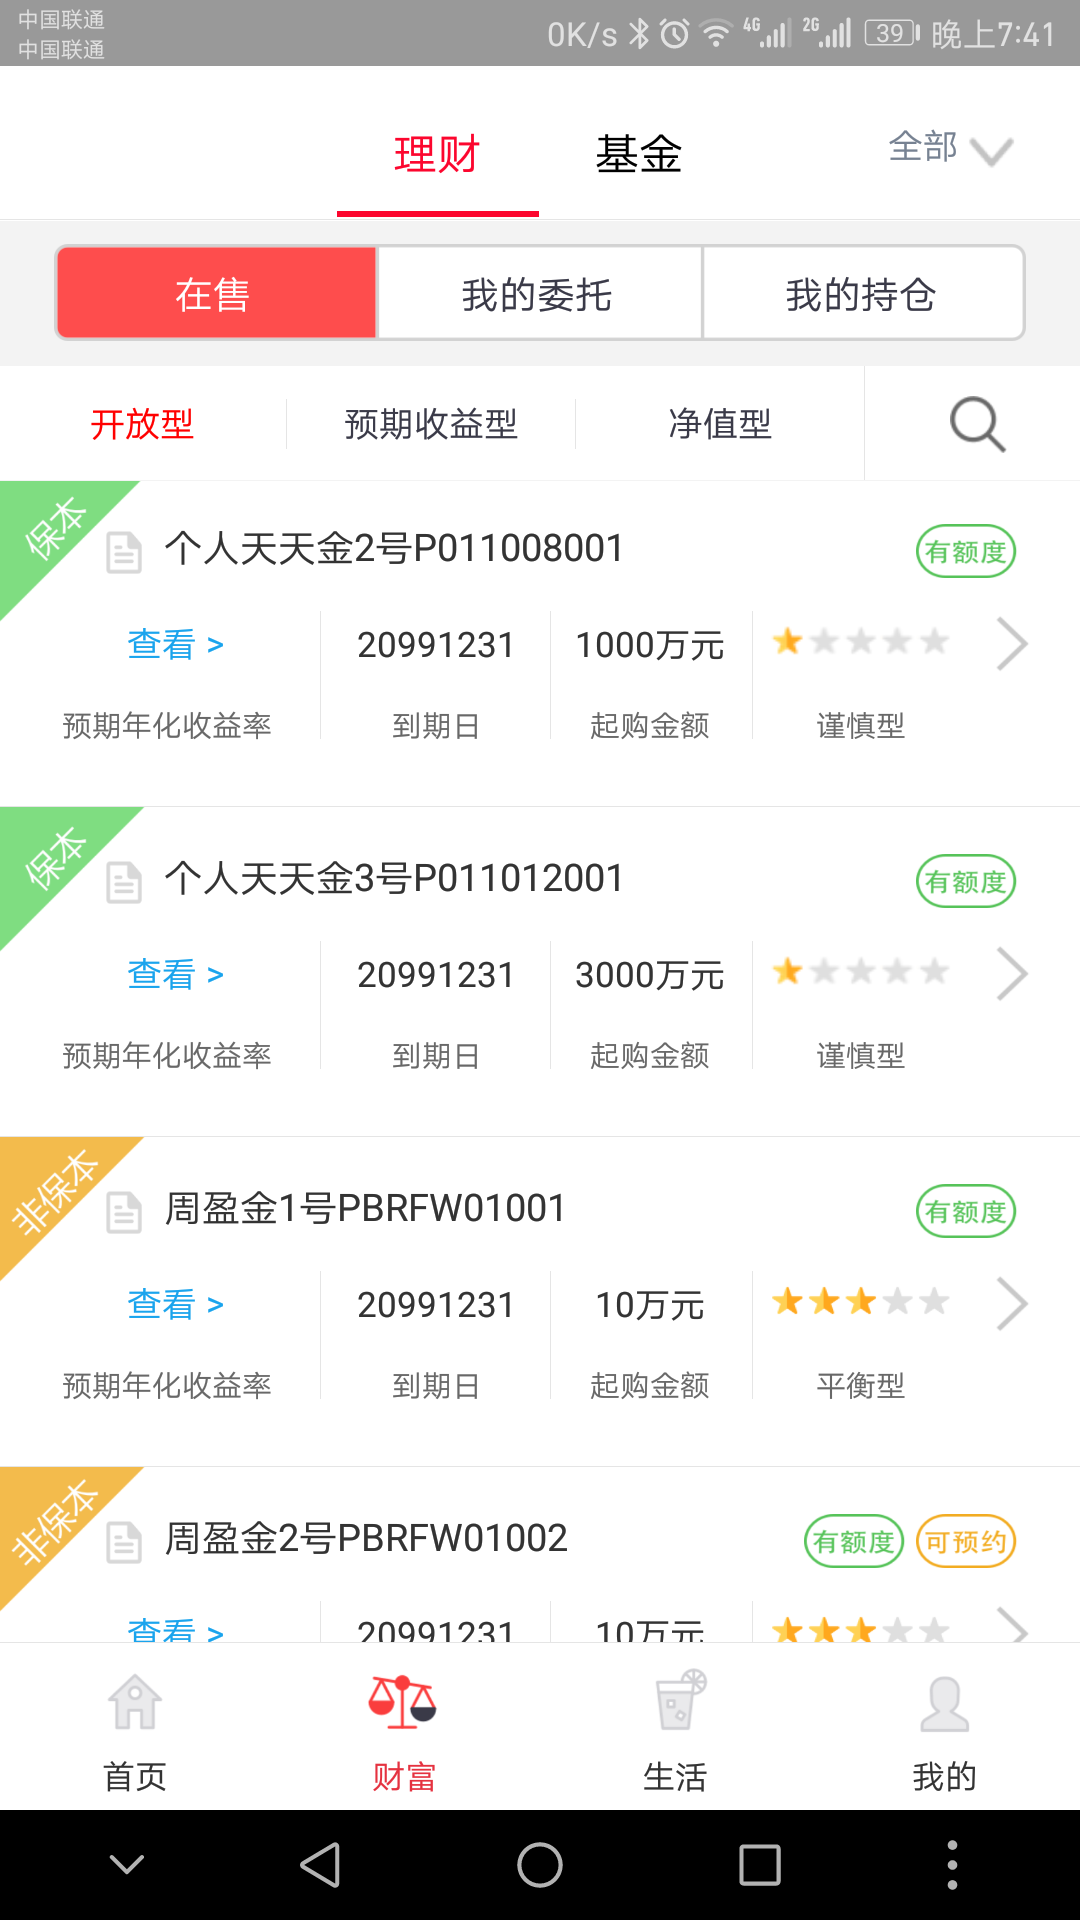 中国联通
中国联通
0K/s 4G 2G 39 晚上7:41
理财 基金 全部
在售 我的委托 我的持仓
开放型 预期收益型 净值型
保本
个人天天金2号P011008001 有额度
查看 > 20991231 1000万元
预期年化收益率 到期日 起购金额 谨慎型
保本
个人天天金3号P011012001 有额度
查看 > 20991231 3000万元
预期年化收益率 到期日 起购金额 谨慎型
非保本
周盈金1号PBRFW01001 有额度
查看 > 20991231 10万元
预期年化收益率 到期日 起购金额 平衡型
非保本
周盈金2号PBRFW01002 有额度 可预约
查看 > 20991231 10万元
首页 财富 生活 我的